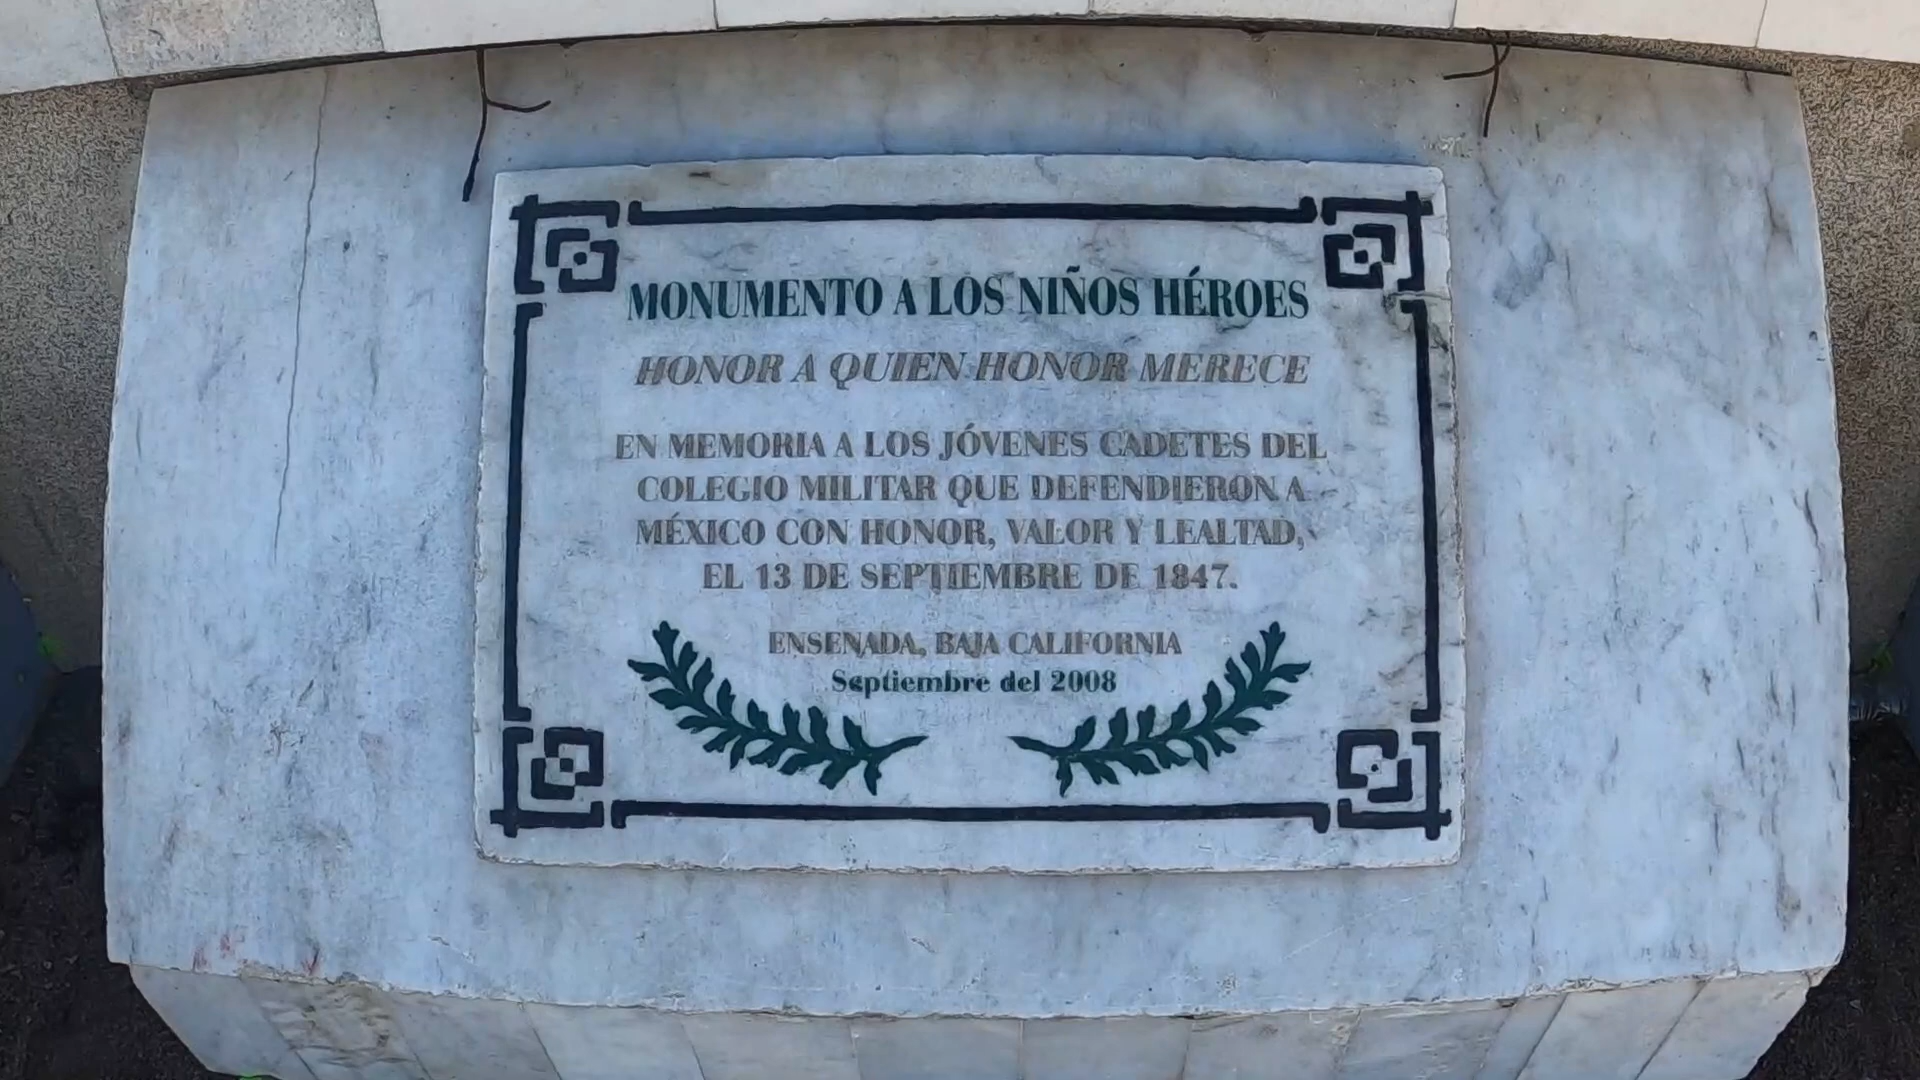 MONUMENTO A LOS NIÑOS HÉROES
HONOR A QUIEN HONOR MERECE
EN MEMORIA A LOS JÓVENES CADETES DEL
COLEGIO MILITAR QUE DEFENDIERON A
MÉXICO CON HONOR, VALOR Y LEALTAD,
EL 13 DE SEPTIEMBRE DE 1847.
ENSENADA, BAJA CALIFORNIA
Septiembre del 2008